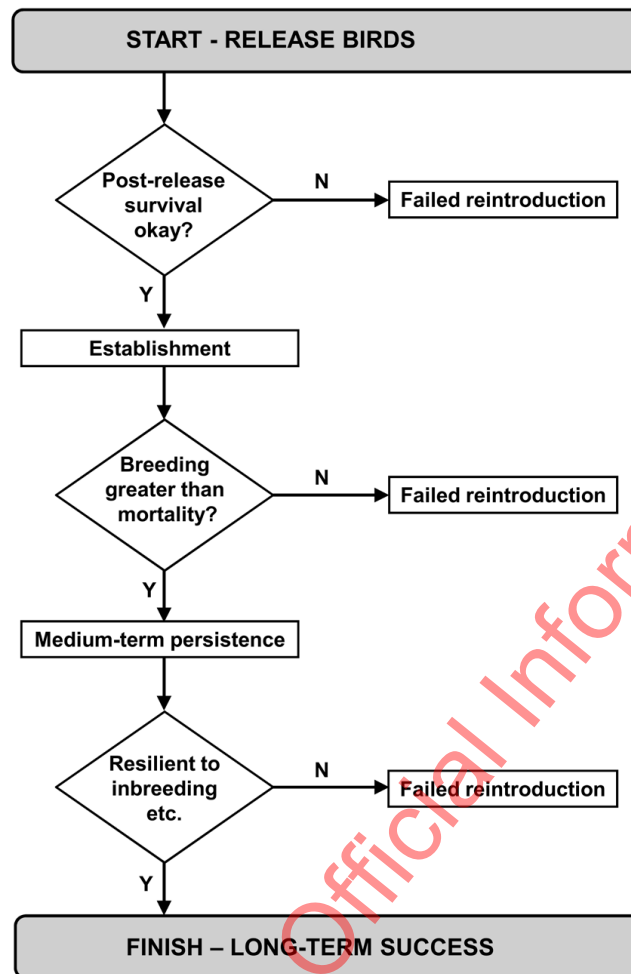 START - RELEASE BIRDS
Post-release
survival
okay?
N
Failed reintroduction
Y
Establishment
Breeding
greater than
mortality?
N
Failed reintroduction
Y
Medium-term persistence
Resilient to
inbreeding
etc.
N
Failed reintroduction
Y
FINISH – LONG-TERM SUCCESS
Official